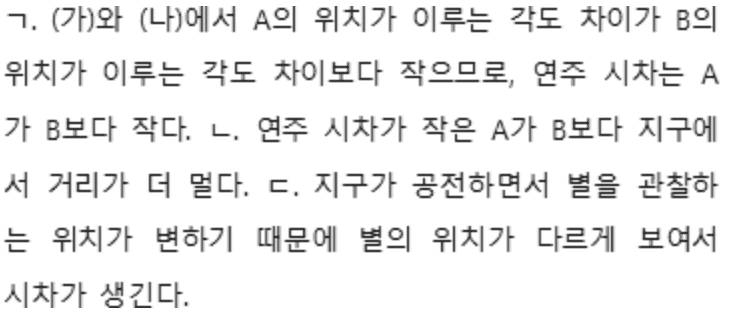 ㄱ. (가)와 (나)에서 A의 위치가 이루는 각도 차이가 B의
위치가 이루는 각도 차이보다 작으므로, 연주 시차는 A
가 B보다 작다. ㄴ. 연주 시차가 작은 A가 B보다 지구에
서 거리가 더 멀다. ㄷ. 지구가 공전하면서 별을 관찰하
는 위치가 변하기 때문에 별의 위치가 다르게 보여서
시차가 생긴다.